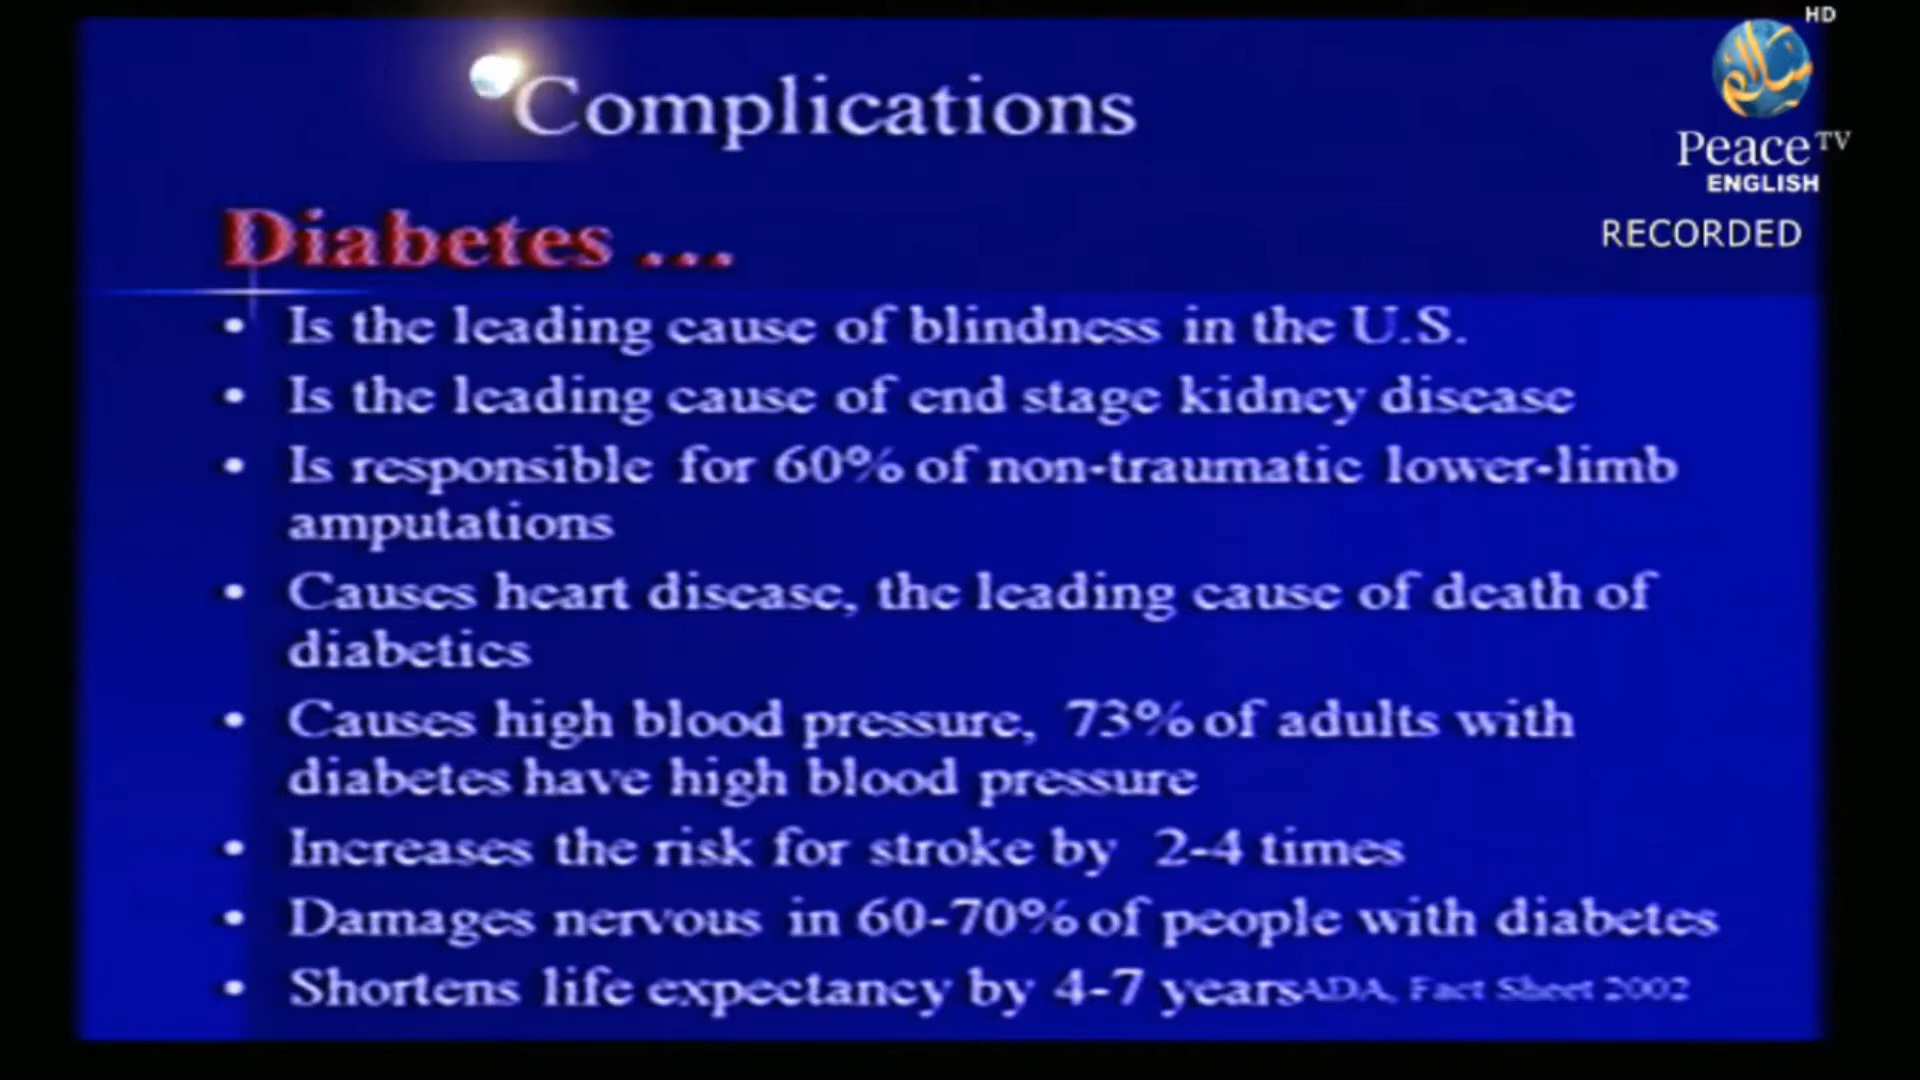 HD
Complications
Peace TV
ENGLISH
RECORDED
Diabetes ...
• Is the leading cause of blindness in the U.S.
• Is the leading cause of end stage kidney disease
• Is responsible for 60% of non-traumatic lower-limb
amputations
• Causes heart disease, the leading cause of death of
diabetics
• Causes high blood pressure, 73% of adults with
diabetes have high blood pressure
• Increases the risk for stroke by 2-4 times
• Damages nervous in 60-70% of people with diabetes
• Shortens life expectancy by 4-7 years ADA, Fact Sheet 2002